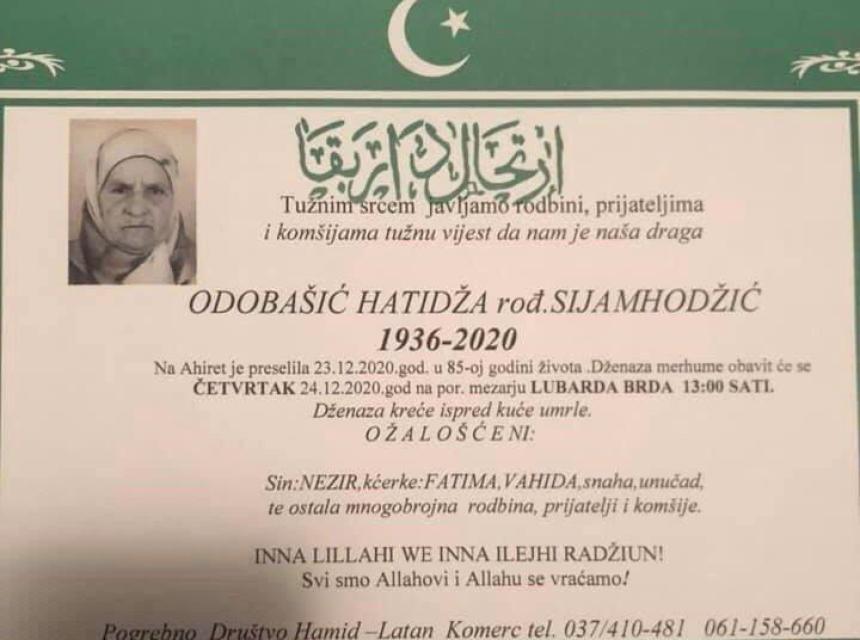 ارتحال دار بقا
Tužnim srcem javljamo rodbini, prijateljima
i komšijama tužnu vijest da nam je naša draga
ODOBAŠIĆ HATIDŽA rođ.SIJAMHODŽIĆ
1936-2020
Na Ahiret je preselila 23.12.2020.god. u 85-oj godini života .Dženaza merhume obavit će se
ČETVRTAK 24.12.2020.god na por. mezarju LUBARDA BRDA 13:00 SATI.
Dženaza kreće ispred kuće umrle.
O Ž A L O Š Ć E N I:
Sin:NEZIR,kćerke:FATIMA,VAHIDA,snaha,unučad,
te ostala mnogobrojna rodbina, prijatelji i komšije.
INNA LILLAHI WE INNA ILEJHI RADŽIUN!
Svi smo Allahovi i Allahu se vraćamo!
Pogrebno Društvo Hamid –Latan Komerc tel. 037/410-481 061-158-660